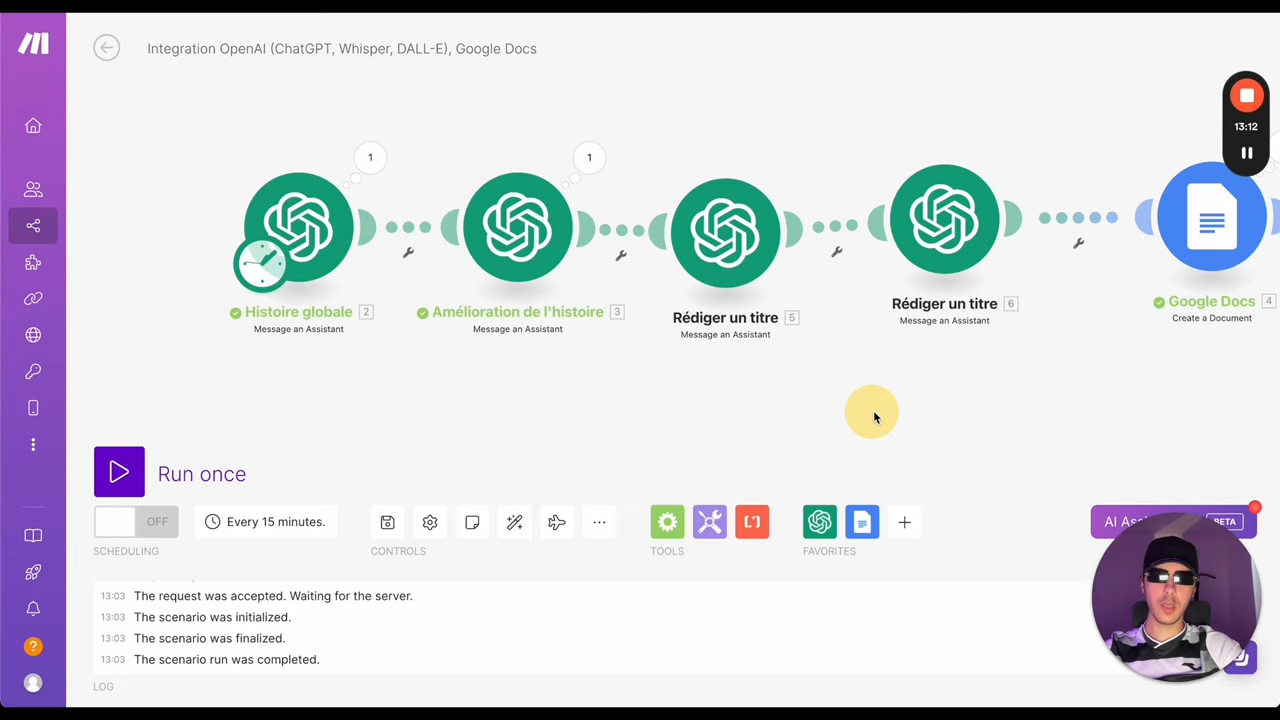 Integration OpenAI (ChatGPT, Whisper, DALL-E), Google Docs
13:12
1
1
Histoire globale 2
Message an Assistant
Amélioration de l'histoire 3
Message an Assistant
Rédiger un titre 5
Message an Assistant
Rédiger un titre 6
Message an Assistant
Google Docs 4
Create a Document
Run once
OFF
Every 15 minutes.
AI
BETA
SCHEDULING
CONTROLS
TOOLS
FAVORITES
13:03 The request was accepted. Waiting for the server.
13:03 The scenario was initialized.
13:03 The scenario was finalized.
13:03 The scenario run was completed.
LOG